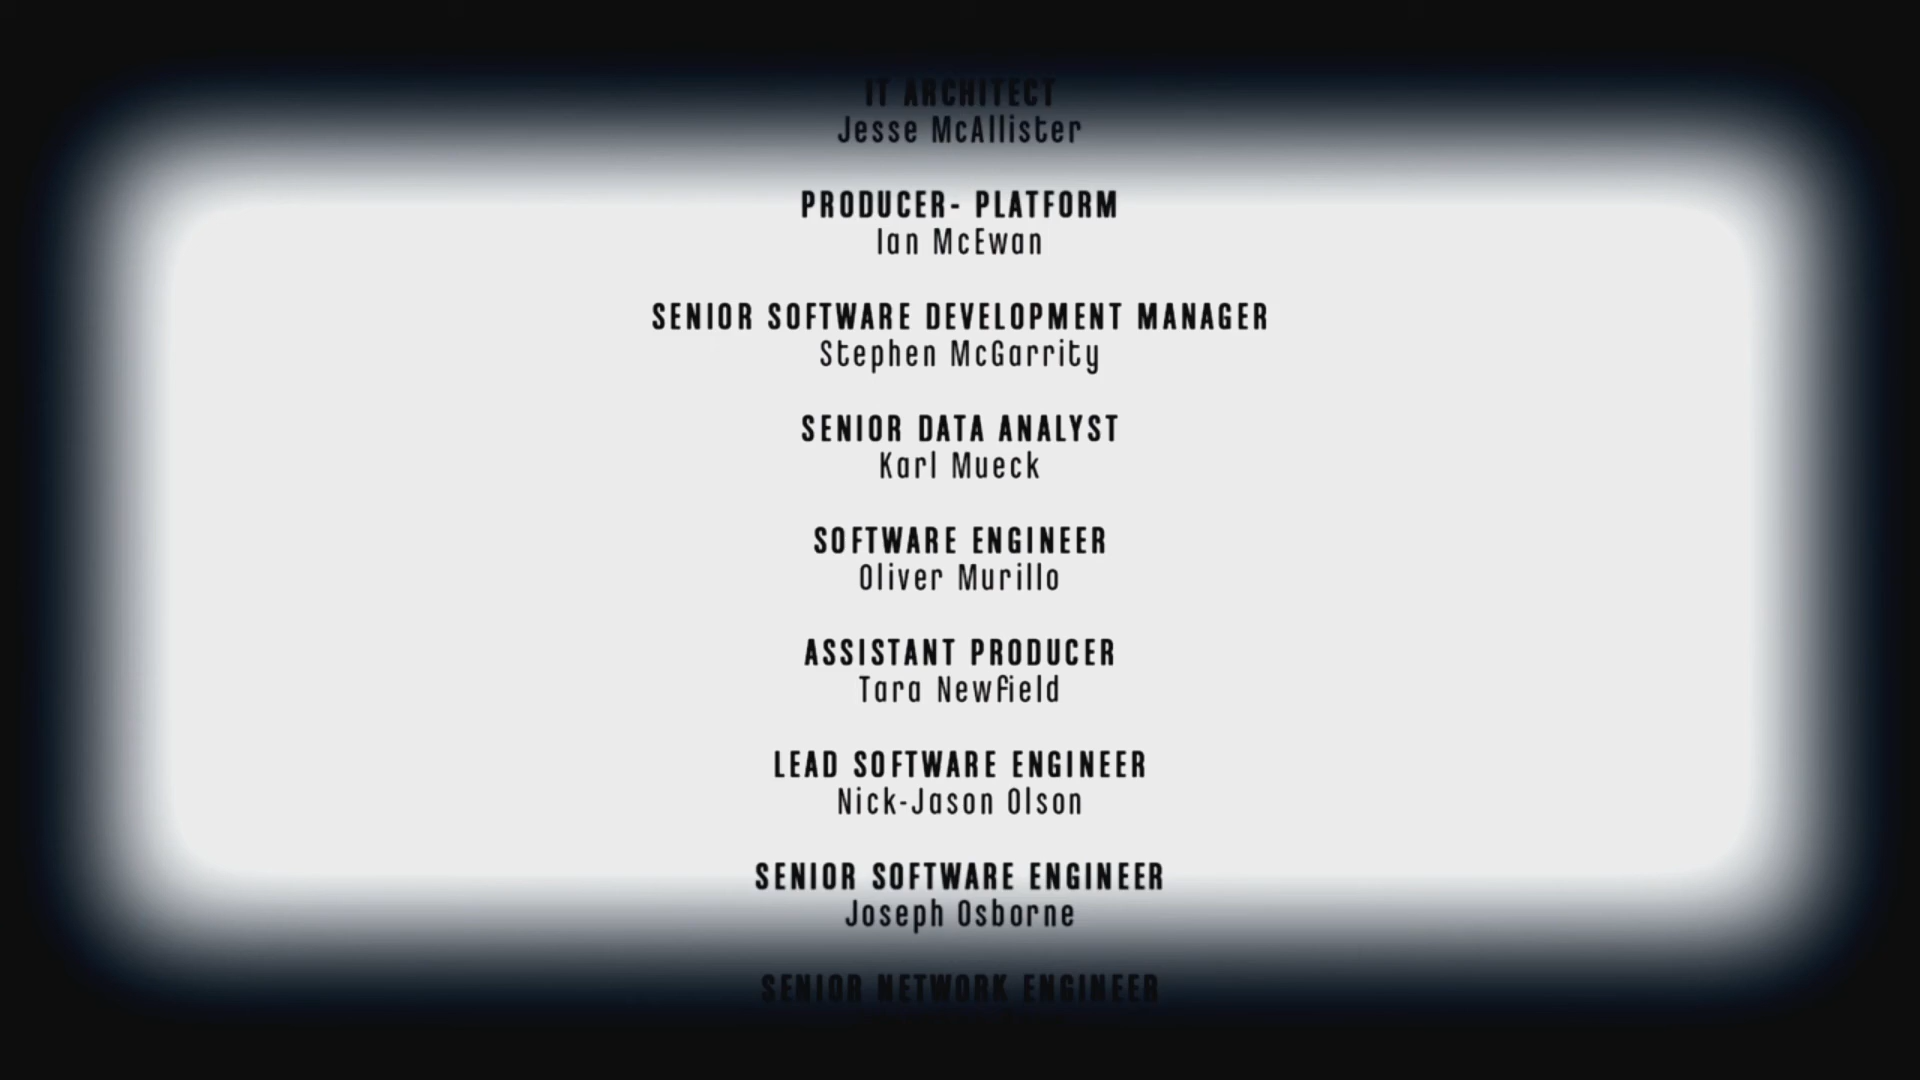 IT ARCHITECT
Jesse McAllister
PRODUCER- PLATFORM
Ian McEwan
SENIOR SOFTWARE DEVELOPMENT MANAGER
Stephen McGarrity
SENIOR DATA ANALYST
Karl Mueck
SOFTWARE ENGINEER
Oliver Murillo
ASSISTANT PRODUCER
Tara Newfield
LEAD SOFTWARE ENGINEER
Nick-Jason Olson
SENIOR SOFTWARE ENGINEER
Joseph Osborne
SENIOR NETWORK ENGINEER